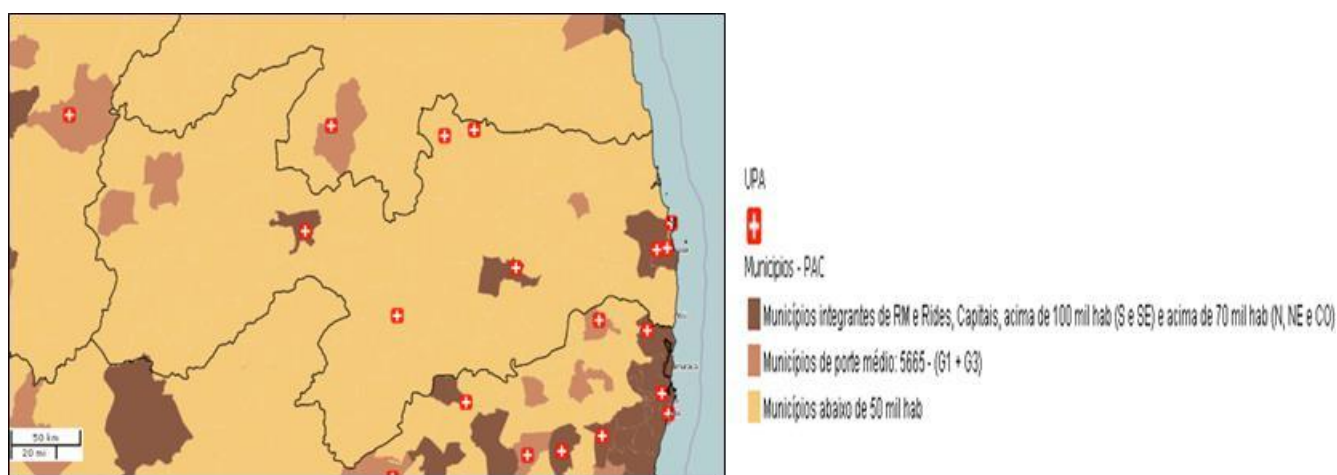 50 km
20 mi
UPA
Municípios - PAC
Municípios integrantes de RM e Rides, Capitais, acima de 100 mil hab (S e SE) e acima de 70 mil hab (N, NE e CO)
Municípios de porte médio: 5665 - (G1 + G3)
Municípios abaixo de 50 mil hab